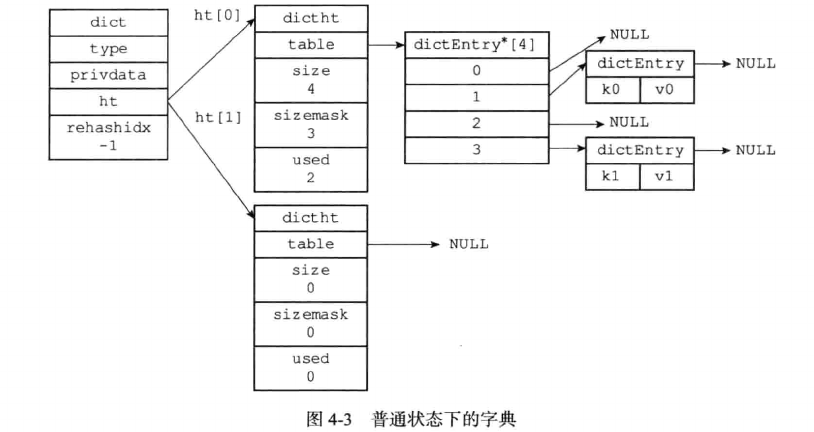 dict
type
privdata
ht
rehashidx
-1
ht[0]
ht[1]
dictht
table
size
4
sizemask
3
used
2
dictht
table
NULL
size
0
sizemask
0
used
0
dictEntry*[4]
0
1
2
3
NULL
dictEntry
NULL
k0 v0
NULL
dictEntry
NULL
k1 v1
图 4-3 普通状态下的字典